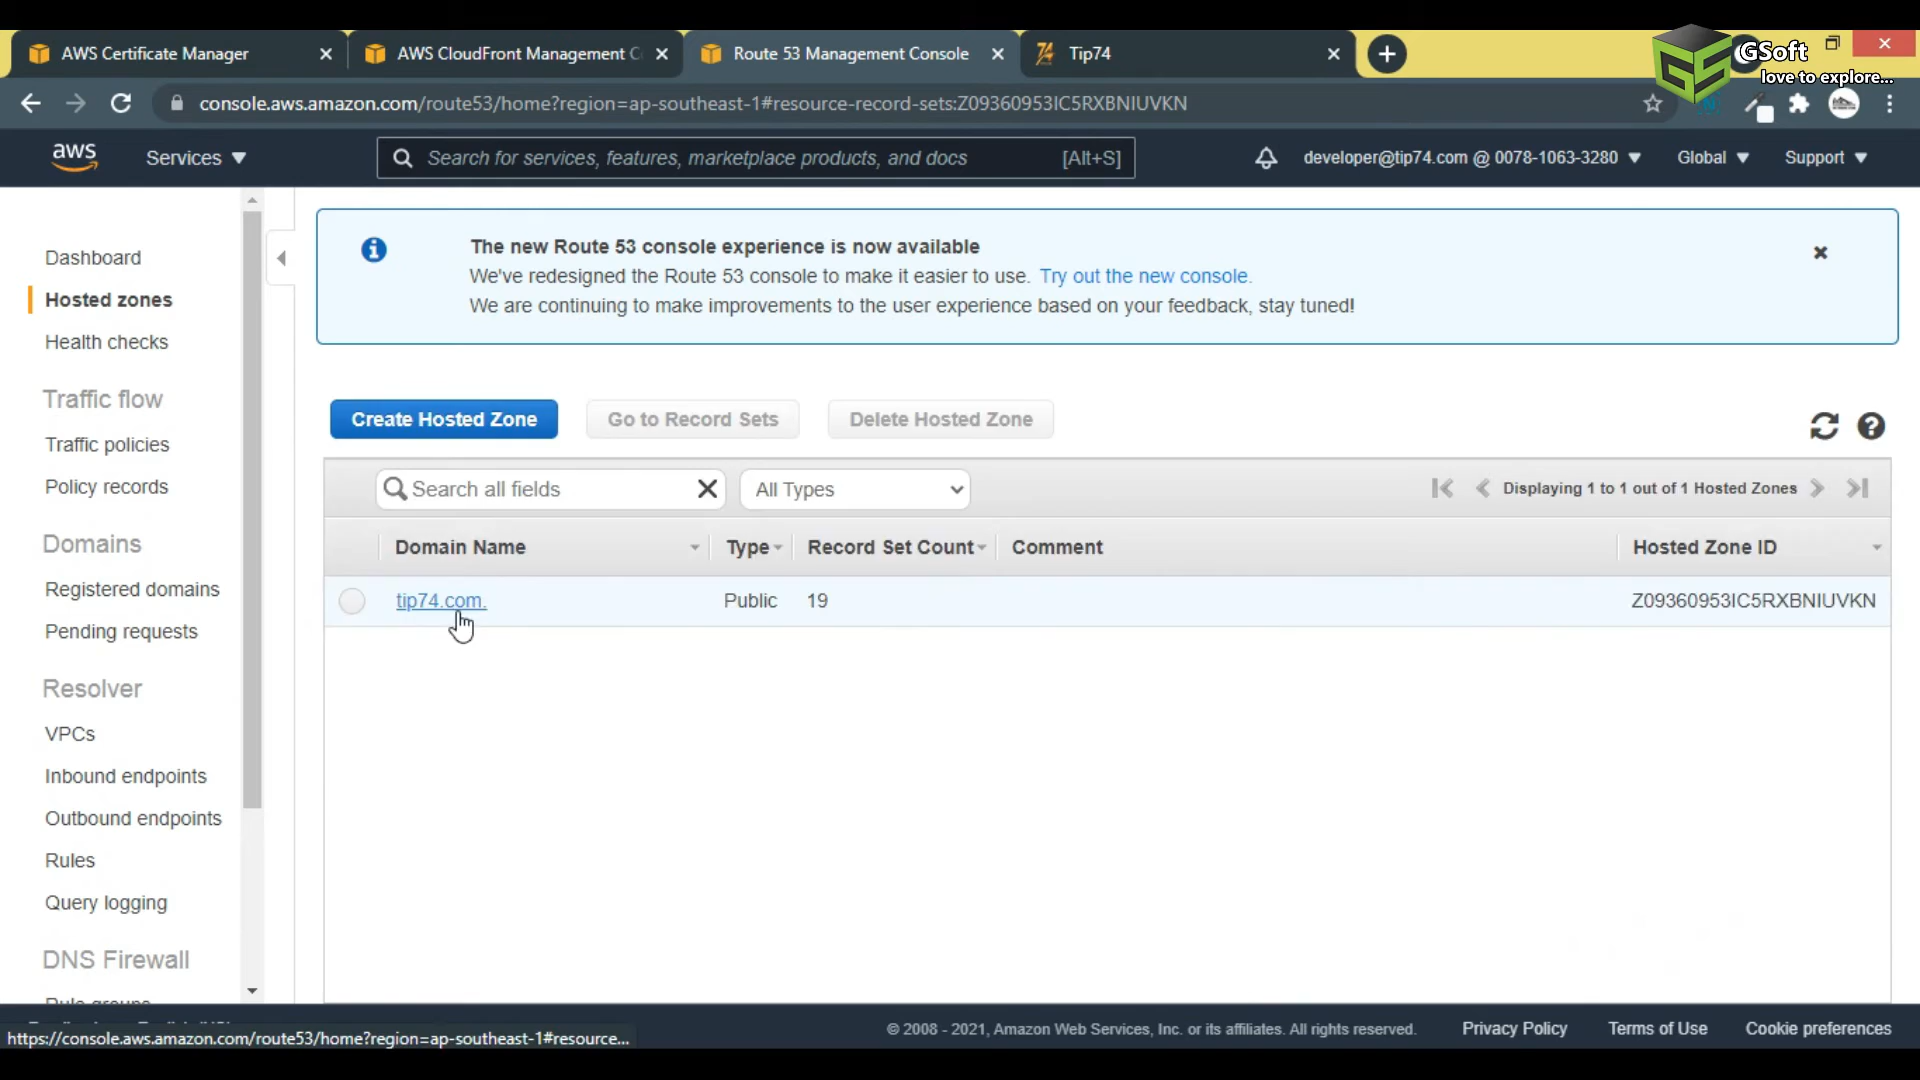 AWS Certificate Manager
AWS CloudFront Management C
Route 53 Management Console
Tip74
GSoft
love to explore...
console.aws.amazon.com/route53/home?region=ap-southeast-1#resource-record-sets:Z09360953IC5RXBNIUVKN
aws
Services
Search for services, features, marketplace products, and docs
[Alt+S]
developer@tip74.com @ 0078-1063-3280
Global
Support
Dashboard
Hosted zones
Health checks
Traffic flow
Traffic policies
Policy records
Domains
Registered domains
Pending requests
Resolver
VPCs
Inbound endpoints
Outbound endpoints
Rules
Query logging
DNS Firewall
Rule groups
The new Route 53 console experience is now available
We've redesigned the Route 53 console to make it easier to use. Try out the new console.
We are continuing to make improvements to the user experience based on your feedback, stay tuned!
Create Hosted Zone
Go to Record Sets
Delete Hosted Zone
Search all fields
All Types
Displaying 1 to 1 out of 1 Hosted Zones
Domain Name
Type
Record Set Count
Comment
Hosted Zone ID
tip74.com.
Public
19
Z09360953IC5RXBNIUVKN
https://console.aws.amazon.com/route53/home?region=ap-southeast-1#resource...
© 2008 - 2021, Amazon Web Services, Inc. or its affiliates. All rights reserved.
Privacy Policy
Terms of Use
Cookie preferences